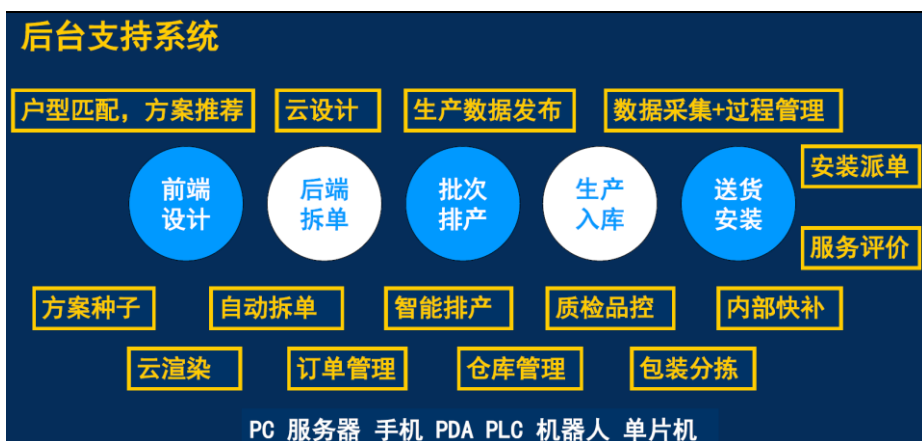 后台支持系统
户型匹配，方案推荐
云设计
生产数据发布
数据采集+过程管理
前端
设计
后端
拆单
批次
排产
生产
入库
送货
安装
安装派单
服务评价
方案种子
自动拆单
智能排产
质检品控
内部快补
云渲染
订单管理
仓库管理
包装分拣
PC 服务器 手机 PDA PLC 机器人 单片机